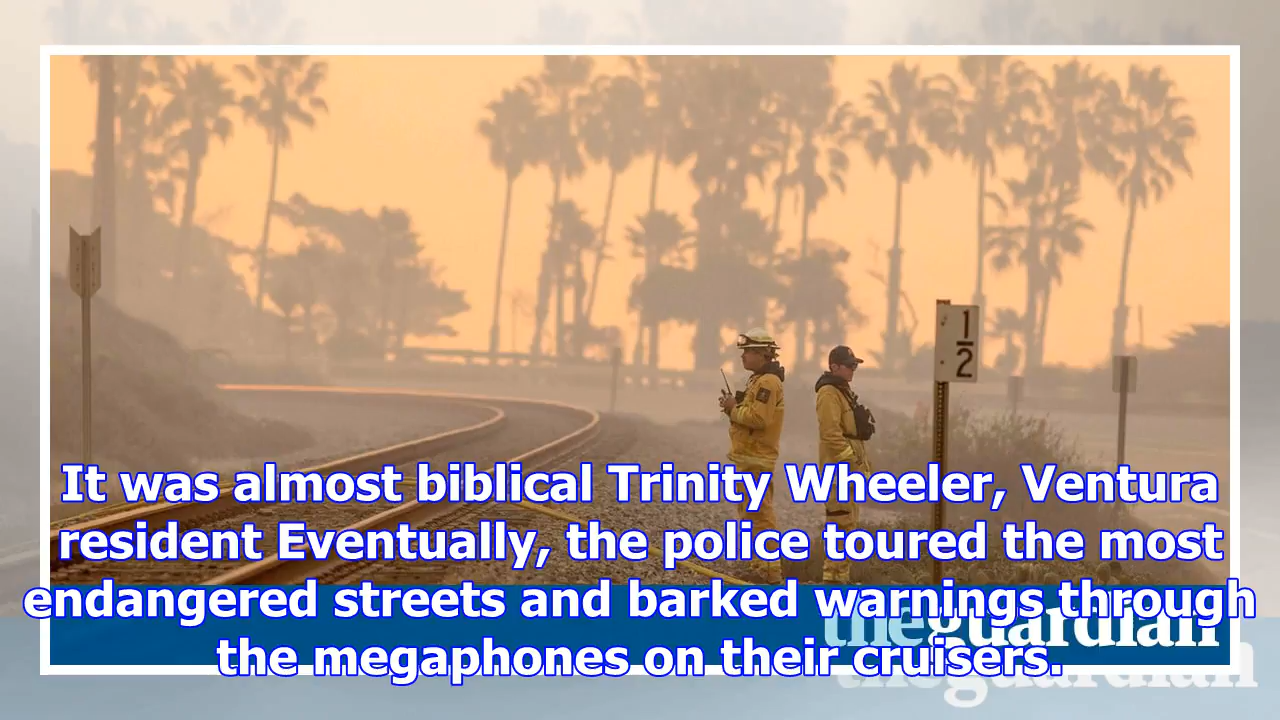 1
2
It was almost biblical Trinity Wheeler, Ventura
resident Eventually, the police toured the most
endangered streets and barked warnings through
the megaphones on their cruisers.
theguardian
theguardian